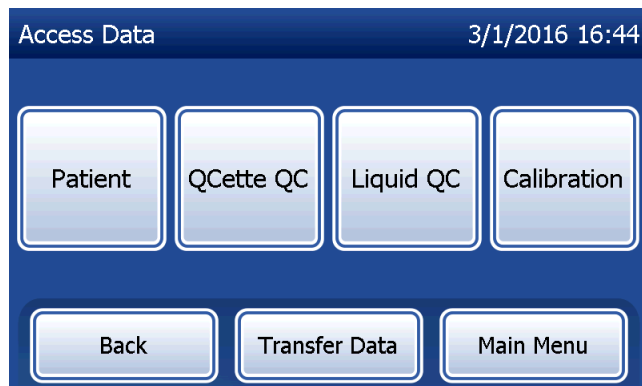 Access Data 3/1/2016 16:44
Patient QCette QC Liquid QC Calibration
Back Transfer Data Main Menu